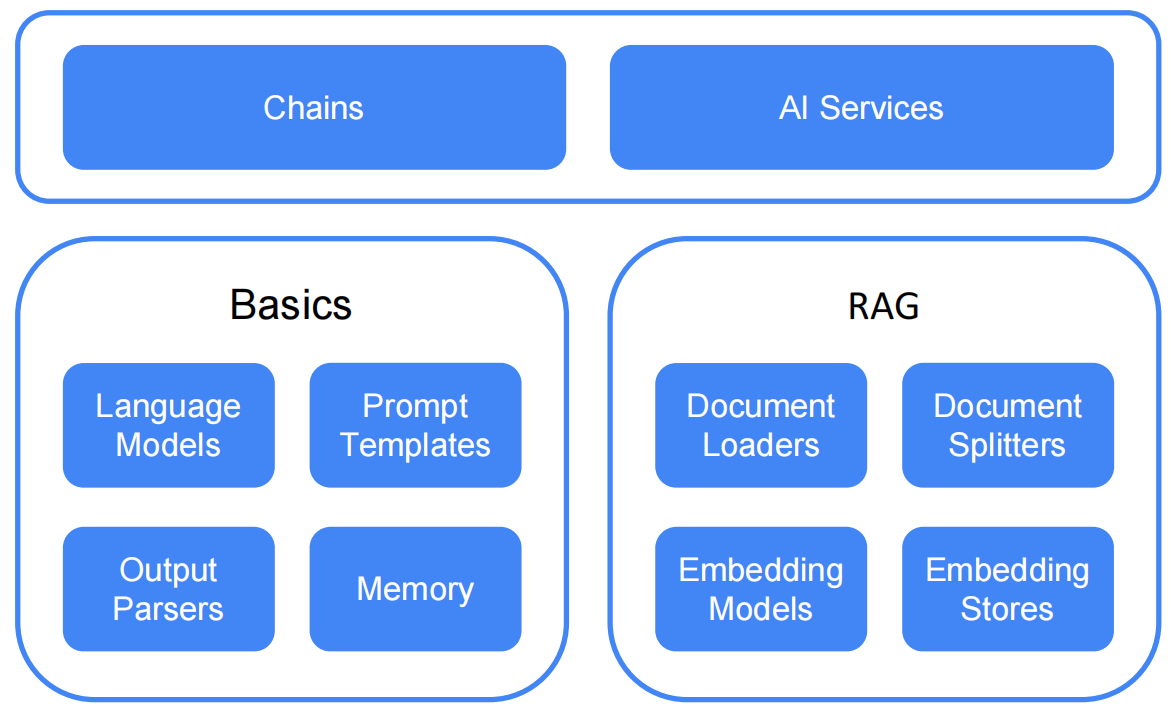 Chains
AI Services
Basics
Language
Models
Prompt
Templates
Output
Parsers
Memory
RAG
Document
Loaders
Document
Splitters
Embedding
Models
Embedding
Stores